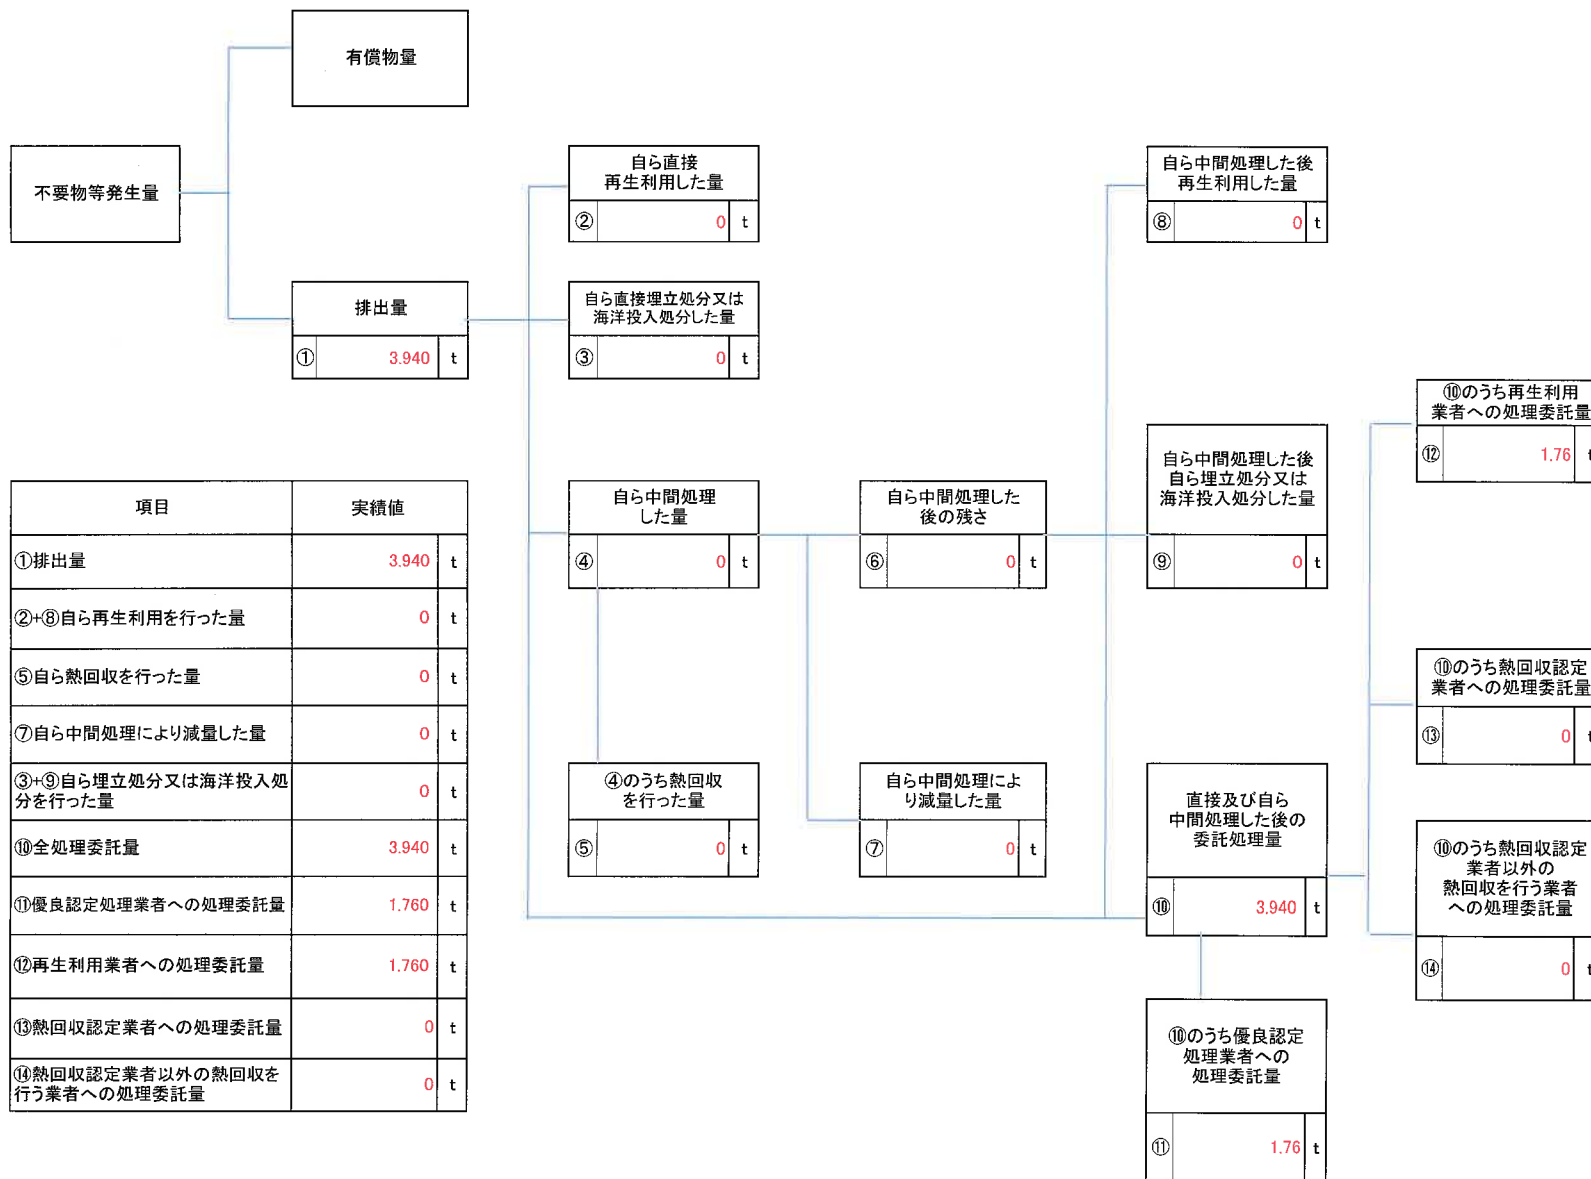 有償物量
不要物等発生量
排出量
① 3.940 t
自ら直接
再生利用した量
② 0 t
自ら直接埋立処分又は
海洋投入処分した量
③ 0 t
自ら中間処理
した量
④ 0 t
④のうち熱回収
を行った量
⑤ 0 t
自ら中間処理した
後の残さ
⑥ 0 t
自ら中間処理によ
り減量した量
⑦ 0 t
自ら中間処理した後
再生利用した量
⑧ 0 t
自ら中間処理した後
自ら埋立処分又は
海洋投入処分した量
⑨ 0 t
直接及び自ら
中間処理した後の
委託処理量
⑩ 3.940 t
⑩のうち優良認定
処理業者への
処理委託量
⑪ 1.76 t
⑩のうち再生利用
業者への処理委託量
⑫ 1.76 t
⑩のうち熱回収認定
業者への処理委託量
⑬ 0 t
⑩のうち熱回収認定
業者以外の
熱回収を行う業者
への処理委託量
⑭ 0 t
項目 実績値
①排出量 3.940 t
②+⑧自ら再生利用を行った量 0 t
⑤自ら熱回収を行った量 0 t
⑦自ら中間処理により減量した量 0 t
③+⑨自ら埋立処分又は海洋投入処
分を行った量 0 t
⑩全処理委託量 3.940 t
⑪優良認定処理業者への処理委託量 1.760 t
⑫再生利用業者への処理委託量 1.760 t
⑬熱回収認定業者への処理委託量 0 t
⑭熱回収認定業者以外の熱回収を
行う業者への処理委託量 0 t